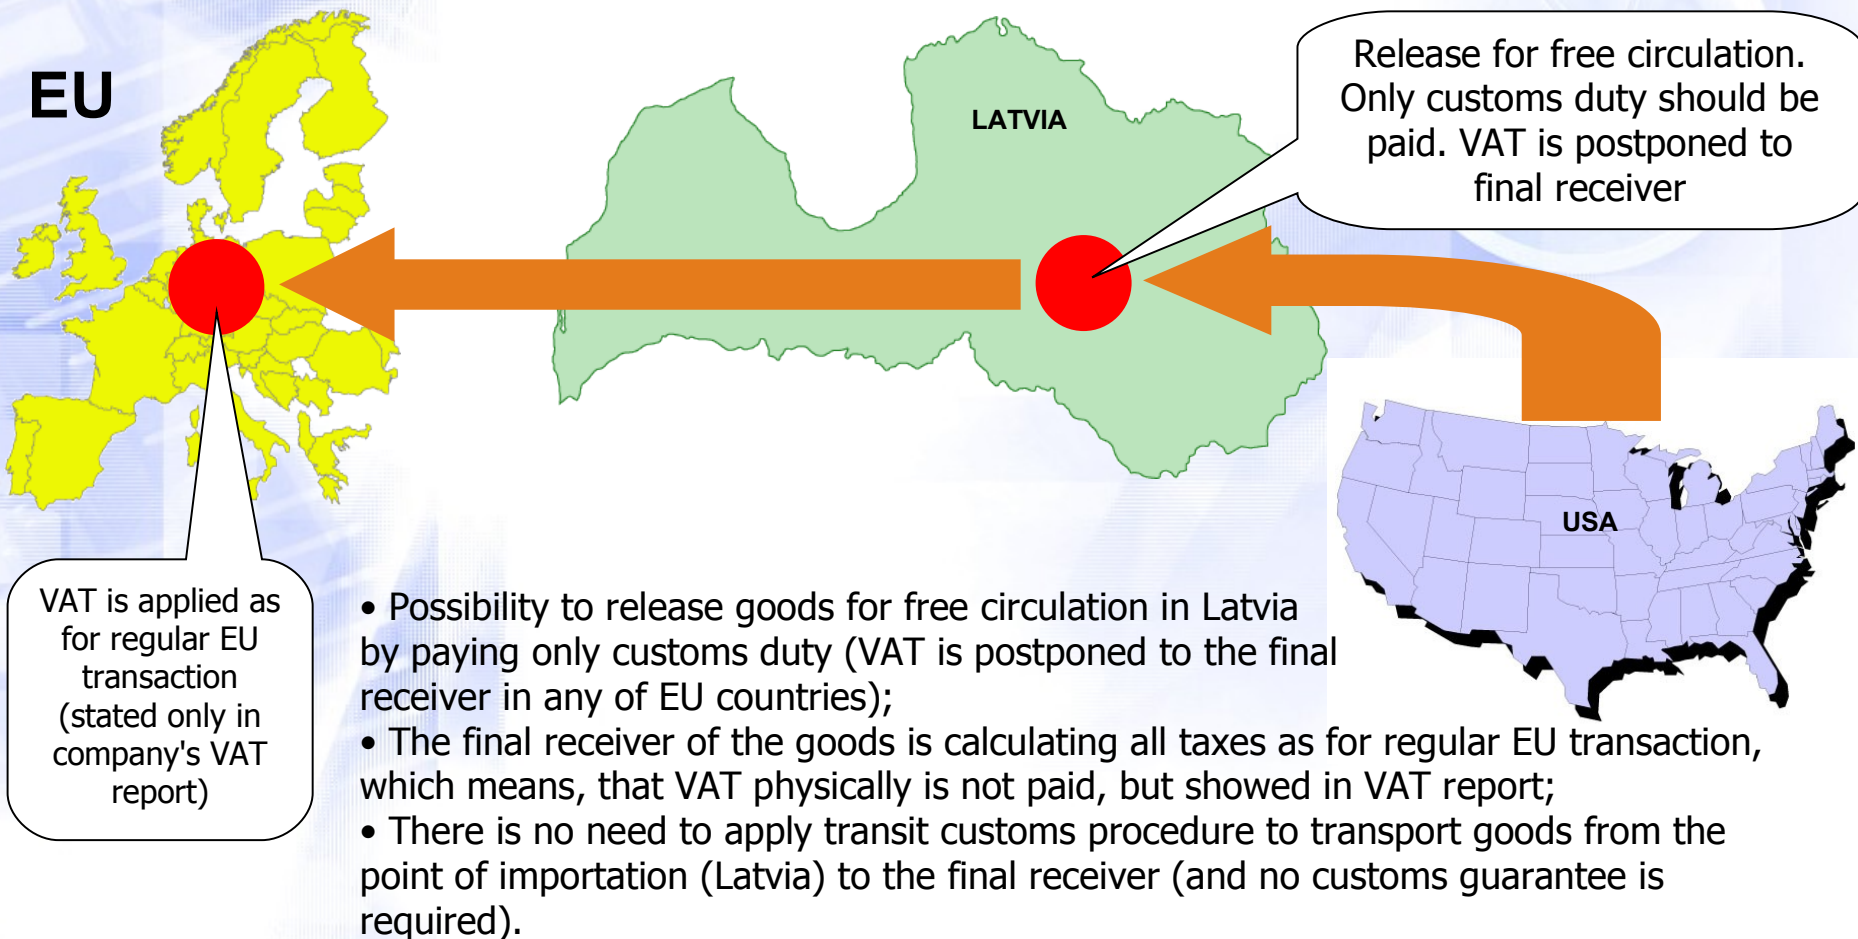 EU
LATVIA
Release for free circulation.
Only customs duty should be
paid. VAT is postponed to
final receiver
USA
VAT is applied as
for regular EU
transaction
(stated only in
company's VAT
report)
• Possibility to release goods for free circulation in Latvia
by paying only customs duty (VAT is postponed to the final
receiver in any of EU countries);
• The final receiver of the goods is calculating all taxes as for regular EU transaction,
which means, that VAT physically is not paid, but showed in VAT report;
• There is no need to apply transit customs procedure to transport goods from the
point of importation (Latvia) to the final receiver (and no customs guarantee is
required).